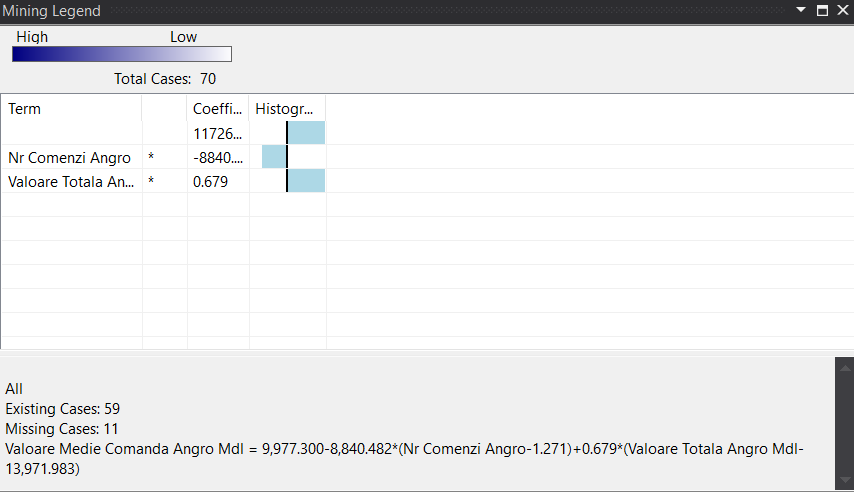 Mining Legend
High Low
Total Cases: 70
Term Coeffi... Histogr...
11726...
Nr Comenzi Angro * -8840....
Valoare Totala An... * 0.679
All
Existing Cases: 59
Missing Cases: 11
Valoare Medie Comanda Angro Mdl = 9,977.300-8,840.482*(Nr Comenzi Angro-1.271)+0.679*(Valoare Totala Angro Mdl-
13,971.983)